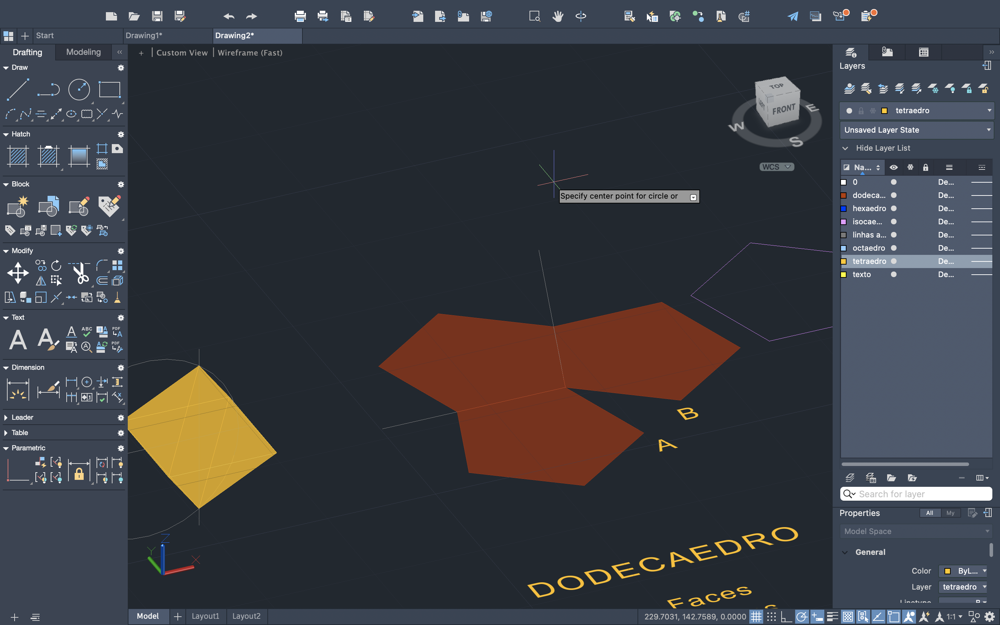 Start
Drawing1*
Drawing2*
Drafting
Modeling
+ | Custom View | Wireframe (Fast)
Draw
Hatch
Block
Modify
Text
A
A
A
ABC
A
PDF
A
A
A
A
PDF
Dimension
1
x
Leader
Table
Parametric
TOP
LEFT
FRONT
W
S
E
WCS
Specify center point for circle or
B
A
DODECAEDRO
Faces
Z
Y
X
Layers
tetraedro
Unsaved Layer State
Hide Layer List
Na...
0 De...
dodeca... De...
hexaedro De...
isocae... De...
linhas a... De...
octaedro De...
tetraedro De...
texto De...
Search for layer
Properties
All
My
Model Space
General
Color ByL...
Layer tetraedro
Linetype
Model
Layout1
Layout2
229.7031, 142.7589, 0.0000
1:1